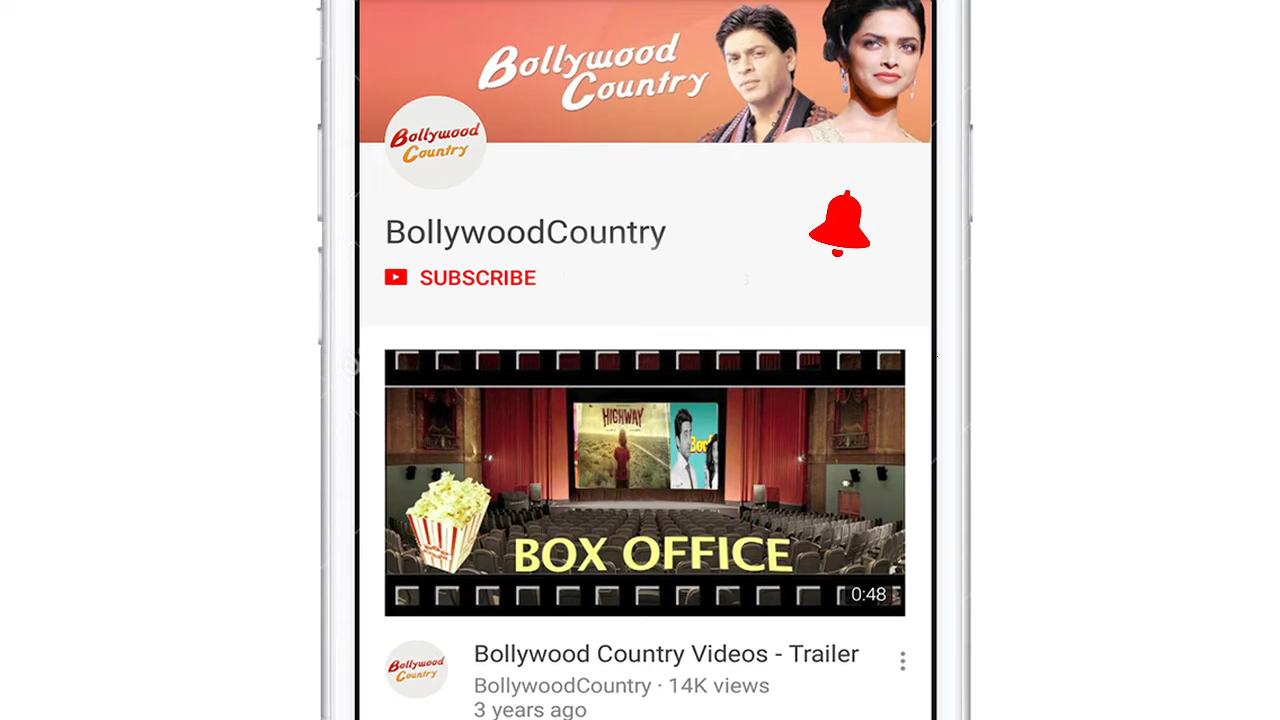 Bollywood
Country
Bollywood
Country
BollywoodCountry
SUBSCRIBE
HIGHWAY
BOX OFFICE
0:48
Bollywood
Country
Bollywood Country Videos - Trailer
BollywoodCountry · 14K views
3 years ago